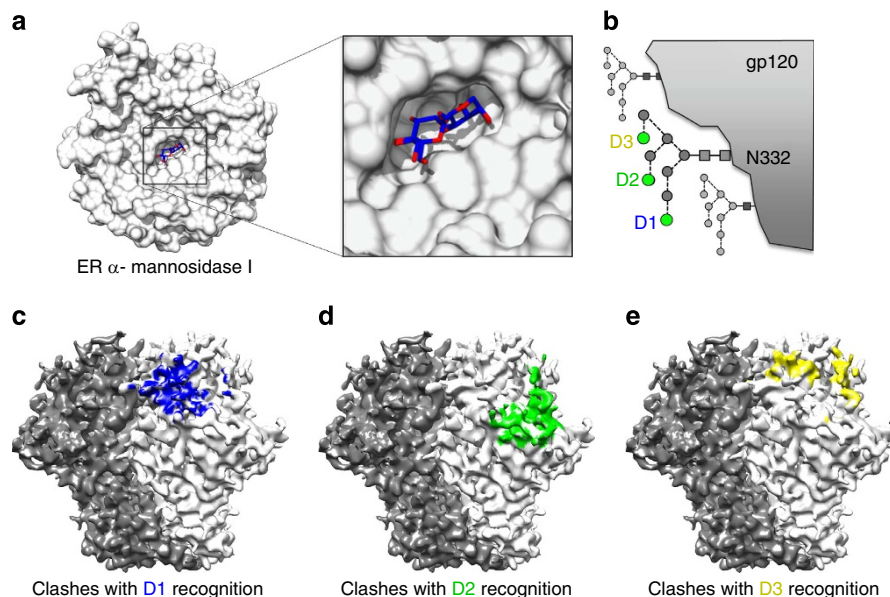 a
b
ER α- mannosidase I
gp120
N332
D3
D2
D1
c
d
e
Clashes with D1 recognition
Clashes with D2 recognition
Clashes with D3 recognition